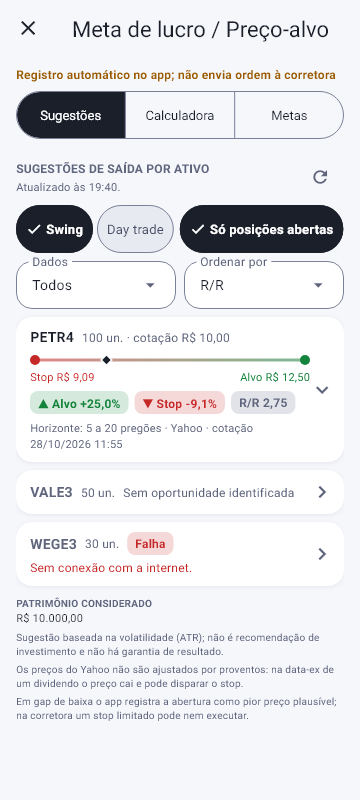 Meta de lucro / Preço-alvo
Registro automático no app; não envia ordem à corretora
Sugestões
Calculadora
Metas
SUGESTÕES DE SAÍDA POR ATIVO
Atualizado às 19:40.
Swing
Day trade
Só posições abertas
Dados
Todos
Ordenar por
R/R
PETR4 100 un. · cotação R$ 10,00
Stop R$ 9,09
Alvo R$ 12,50
▲ Alvo +25,0%
▼ Stop -9,1%
R/R 2,75
Horizonte: 5 a 20 pregões · Yahoo · cotação
28/10/2026 11:55
VALE3 50 un. Sem oportunidade identificada
WEGE3 30 un. Falha
Sem conexão com a internet.
PATRIMÔNIO CONSIDERADO
R$ 10.000,00
Sugestão baseada na volatilidade (ATR); não é recomendação de
investimento e não há garantia de resultado.
Os preços do Yahoo não são ajustados por proventos: na data-ex de
um dividendo o preço cai e pode disparar o stop.
Em gap de baixa o app registra a abertura como pior preço plausível;
na corretora um stop limitado pode nem executar.